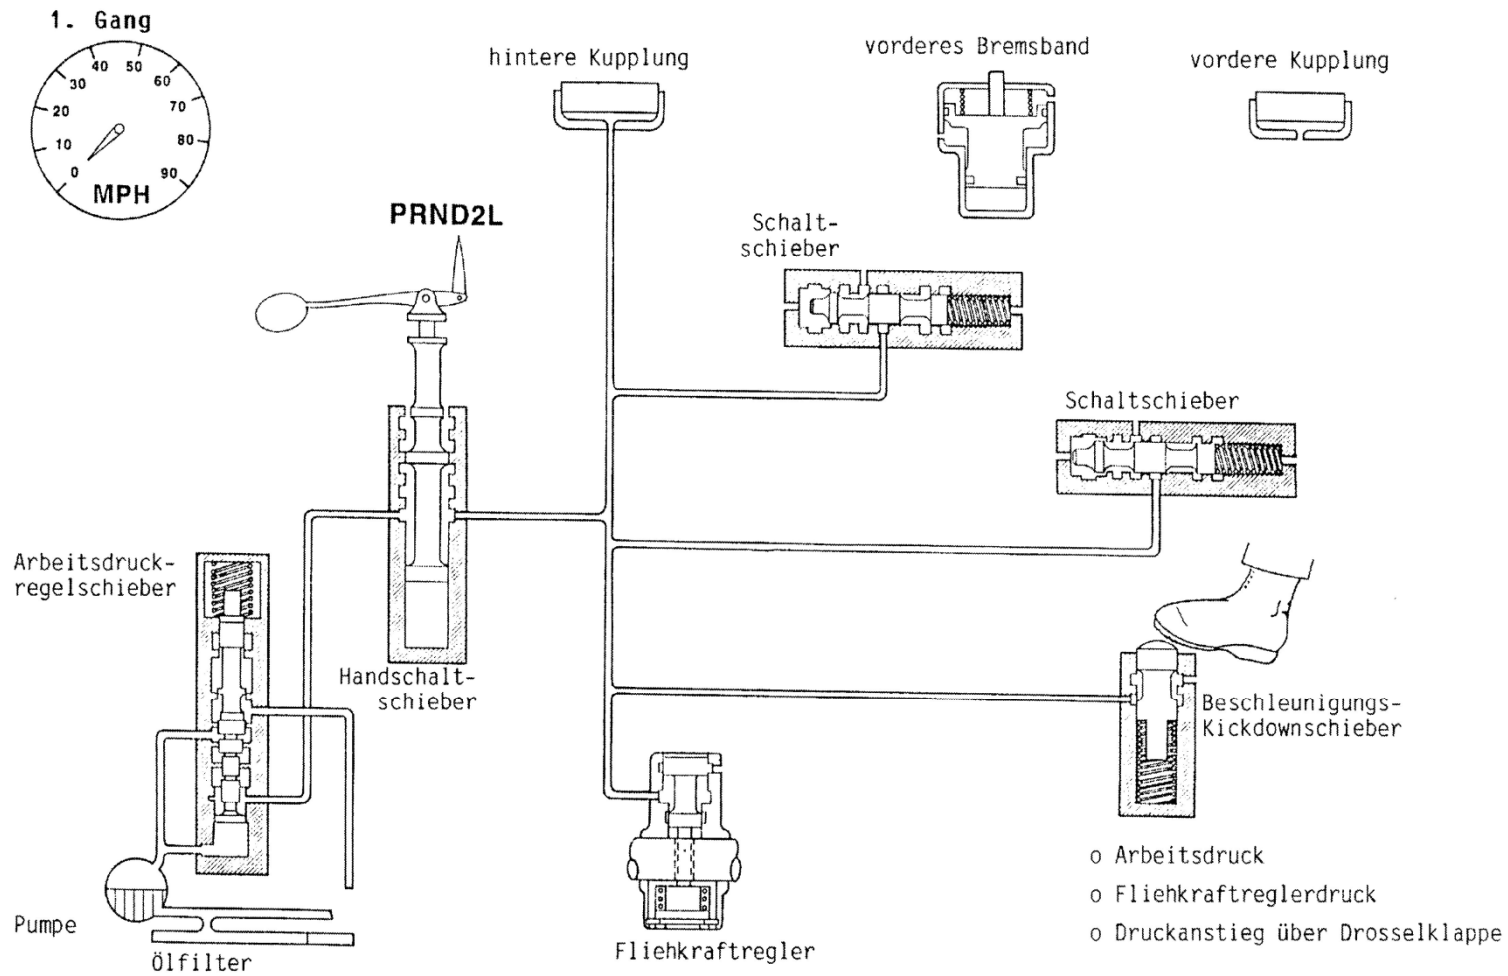 1. Gang
0
10
20
30
40
50
60
70
80
90
MPH
hintere Kupplung
vorderes Bremsband
vordere Kupplung
PRND2L
Schalt-
schieber
Schaltschieber
Arbeitsdruck-
regelschieber
Handschalt-
schieber
Beschleunigungs-
Kickdownschieber
Fliehkraftregler
Pumpe
Ölfilter
o Arbeitsdruck
o Fliehkraftreglerdruck
o Druckanstieg über Drosselklappe